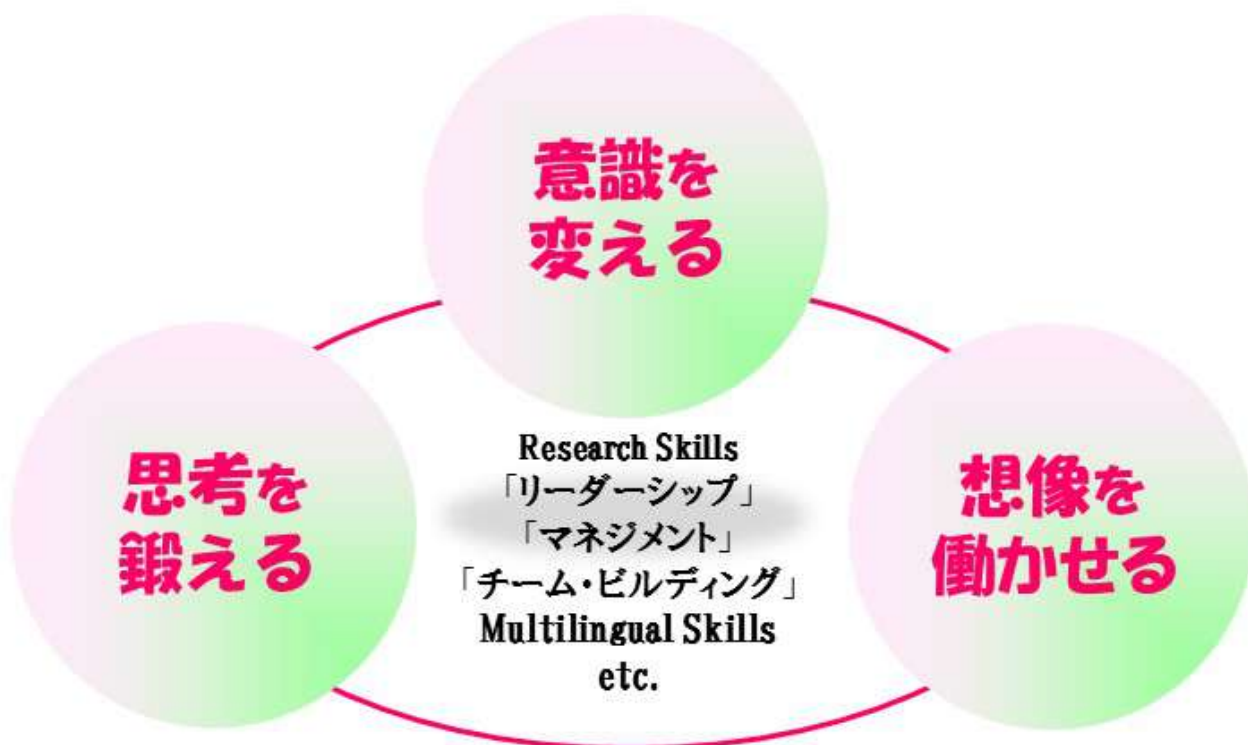 意識を
変える
思考を
鍛える
Research Skills
「リーダーシップ」
「マネジメント」
「チーム・ビルディング」
Multilingual Skills
etc.
想像を
働かせる